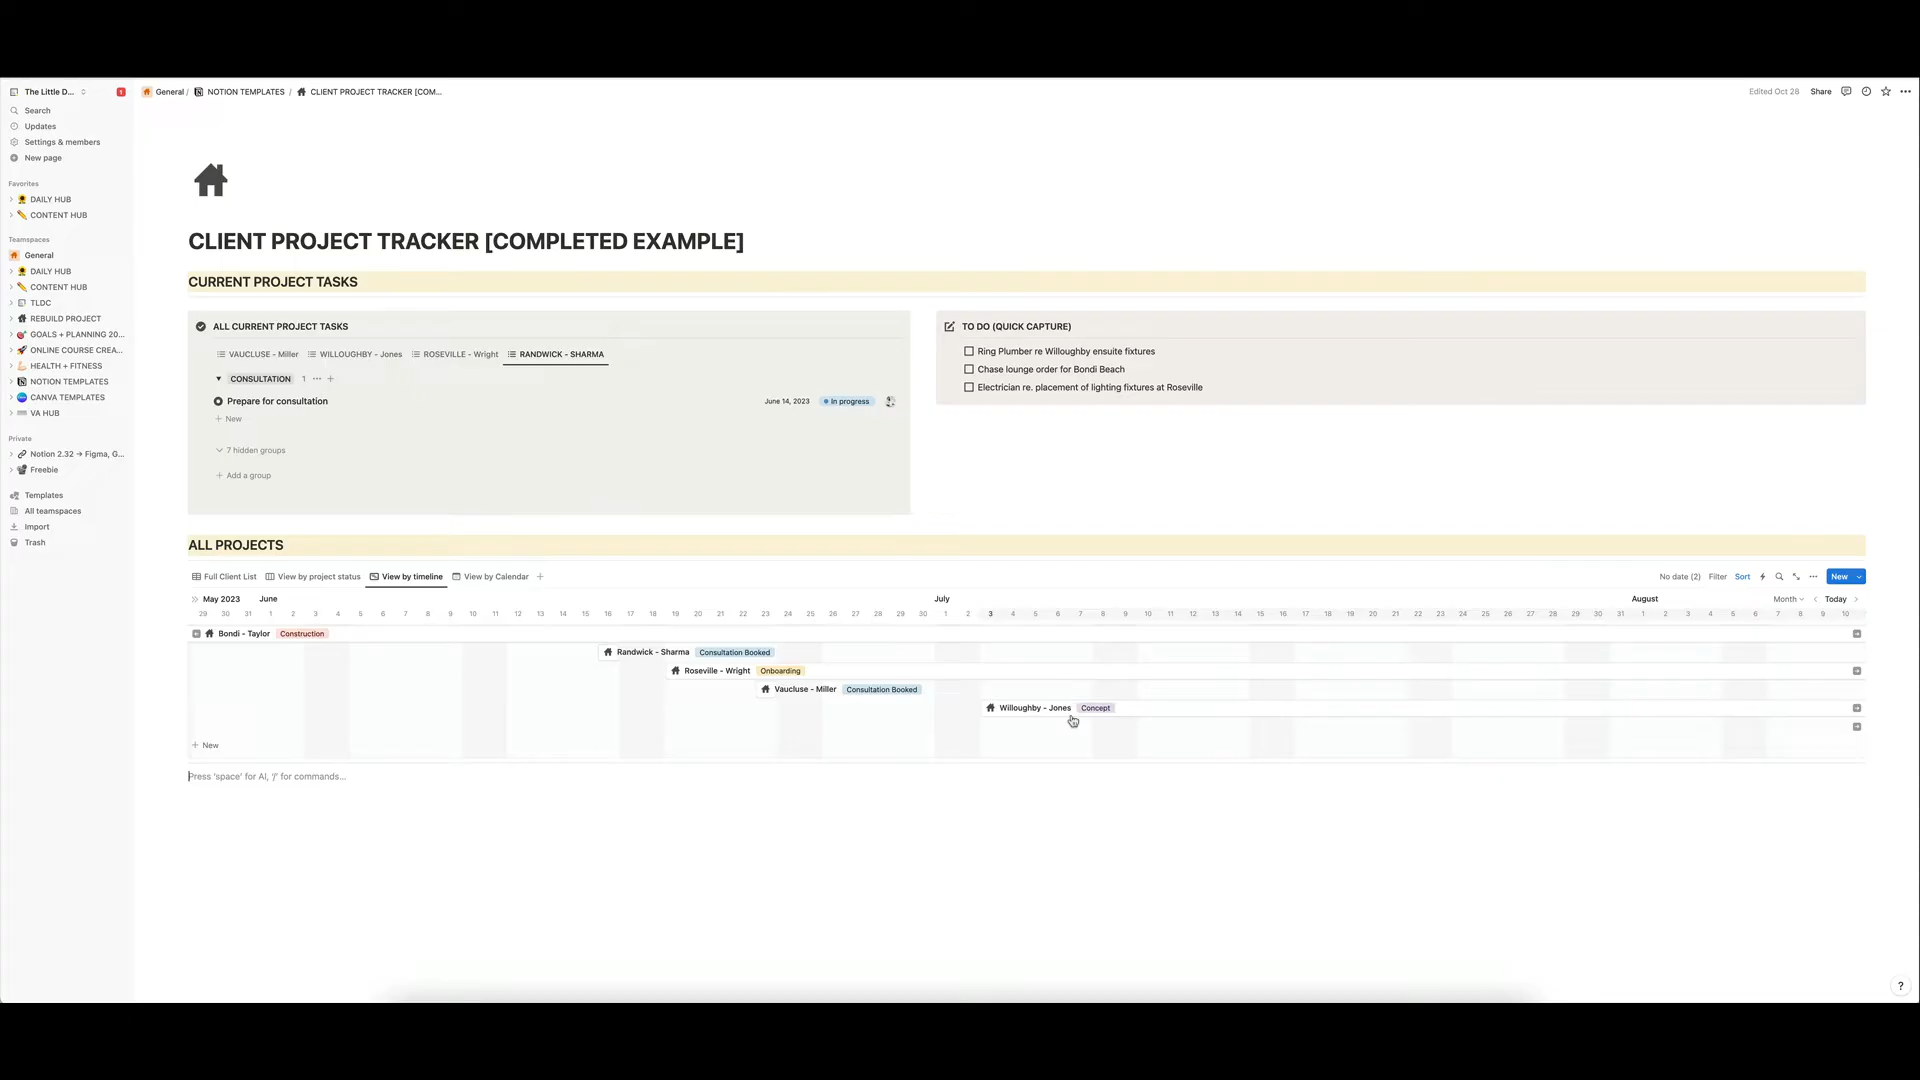 The Little D...
1
General / NOTION TEMPLATES / CLIENT PROJECT TRACKER [COM...
Edited Oct 28 Share
Search
Updates
Settings & members
New page
Favorites
DAILY HUB
CONTENT HUB
Teamspaces
General
DAILY HUB
CONTENT HUB
TLDC
REBUILD PROJECT
GOALS + PLANNING 20...
ONLINE COURSE CREA...
HEALTH + FITNESS
NOTION TEMPLATES
CANVA TEMPLATES
VA HUB
Private
Notion 2.32 → Figma, G...
Freebie
Templates
All teamspaces
Import
Trash
CLIENT PROJECT TRACKER [COMPLETED EXAMPLE]
CURRENT PROJECT TASKS
ALL CURRENT PROJECT TASKS
VAUCLUSE - Miller WILLOUGHBY - Jones ROSEVILLE - Wright RANDWICK - SHARMA
CONSULTATION 1
Prepare for consultation June 14, 2023 In progress
New
7 hidden groups
Add a group
TO DO (QUICK CAPTURE)
Ring Plumber re Willoughby ensuite fixtures
Chase lounge order for Bondi Beach
Electrician re. placement of lighting fixtures at Roseville
ALL PROJECTS
Full Client List View by project status View by timeline View by Calendar
No date (2) Filter Sort New
May 2023 June July August Month Today
29 30 31 1 2 3 4 5 6 7 8 9 10 11 12 13 14 15 16 17 18 19 20 21 22 23 24 25 26 27 28 29 30 1 2 3 4 5 6 7 8 9 10 11 12 13 14 15 16 17 18 19 20 21 22 23 24 25 26 27 28 29 30 31 1 2 3 4 5 6 7 8 9 10
Bondi - Taylor Construction
Randwick - Sharma Consultation Booked
Roseville - Wright Onboarding
Vaucluse - Miller Consultation Booked
Willoughby - Jones Concept
New
Press 'space' for AI, '/' for commands...
?